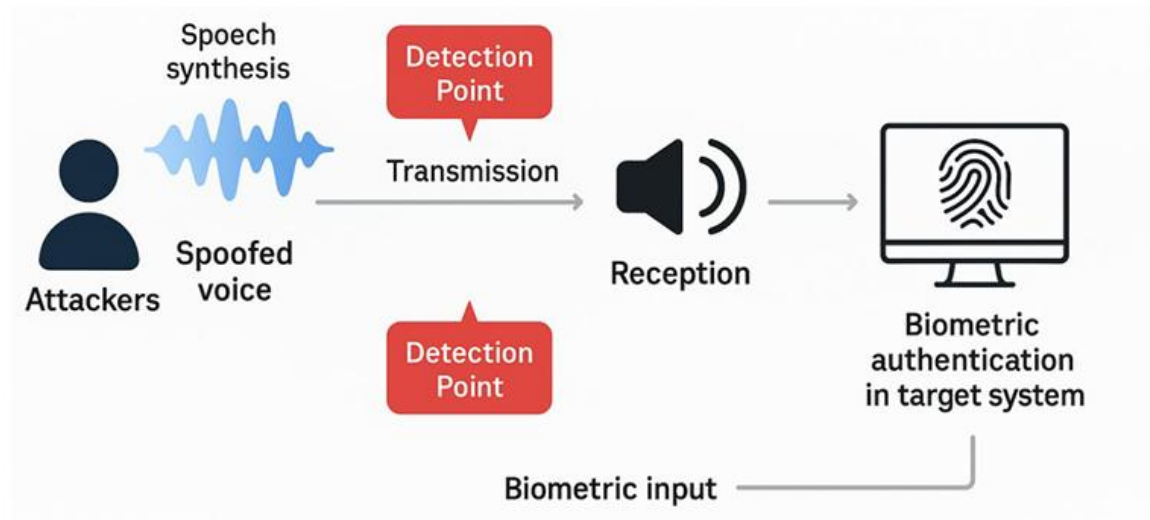 Spoech
synthesis
Detection
Point
Transmission
Attackers
Spoofed
voice
Reception
Detection
Point
Biometric
authentication
in target system
Biometric input